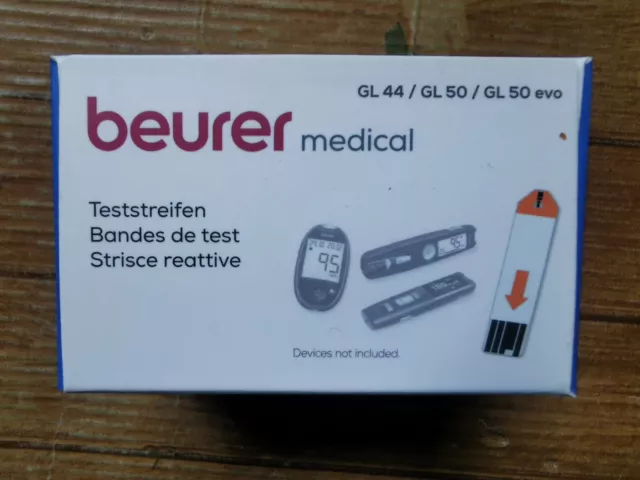 GL 44 / GL 50 / GL 50 evo
beurer medical
Teststreifen
Bandes de test
Strisce reattive
95
95
Devices not included.